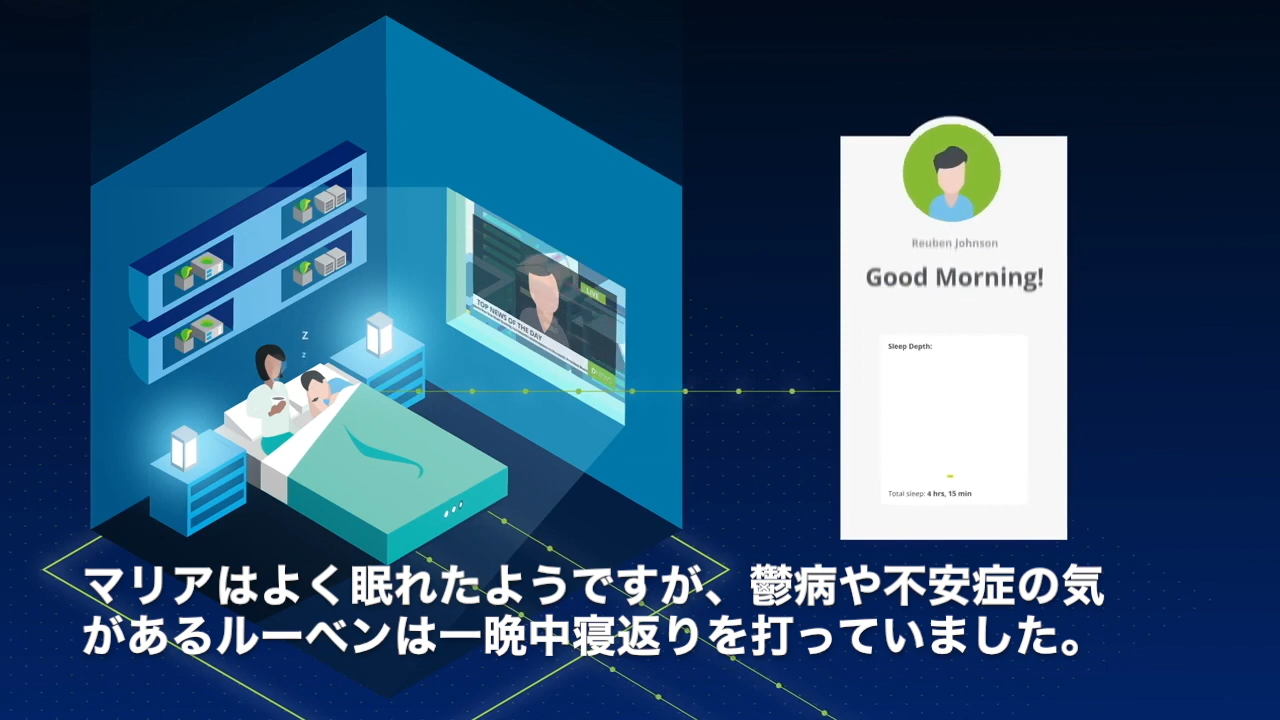 Reuben Johnson
Good Morning!
Sleep Depth:
Total sleep: 4 hrs, 15 min
LIVE
TOP NEWS OF THE DAY
Z
z
マリアはよく眠れたようですが、鬱病や不安症の気
があるルーベンは一晩中寝返りを打っていました。